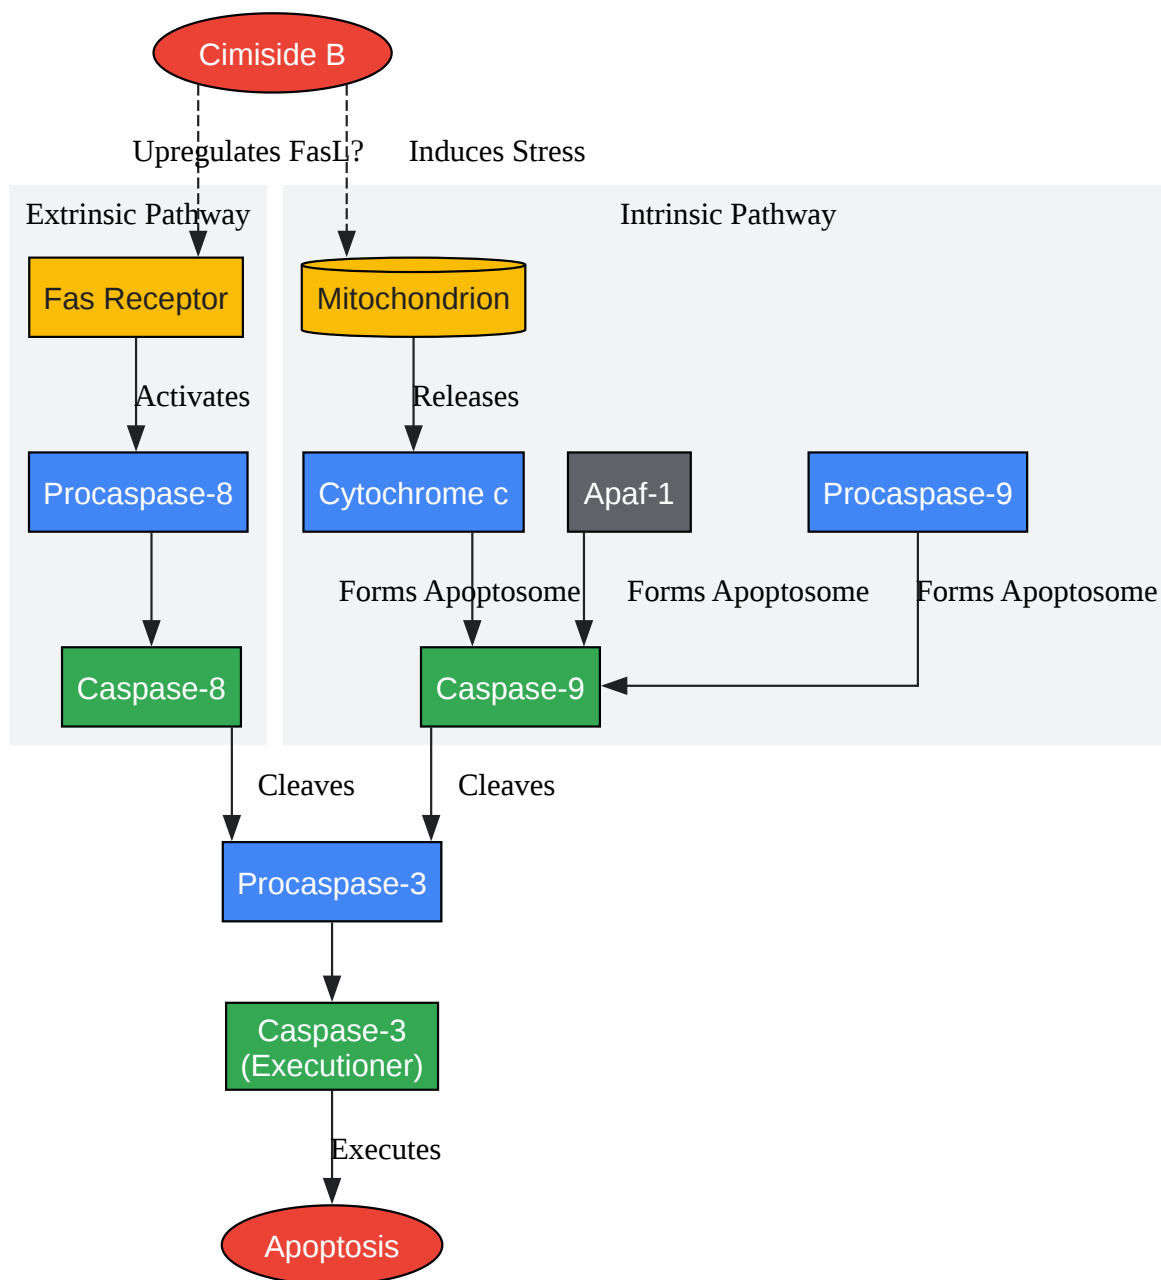 Cimiside B
Upregulates FasL?
Induces Stress
Extrinsic Pathway
Intrinsic Pathway
Fas Receptor
Mitochondrion
Activates
Releases
Procaspase-8
Cytochrome c
Apaf-1
Procaspase-9
Forms Apoptosome
Forms Apoptosome
Forms Apoptosome
Caspase-8
Caspase-9
Cleaves
Cleaves
Procaspase-3
Caspase-3
(Executioner)
Executes
Apoptosis